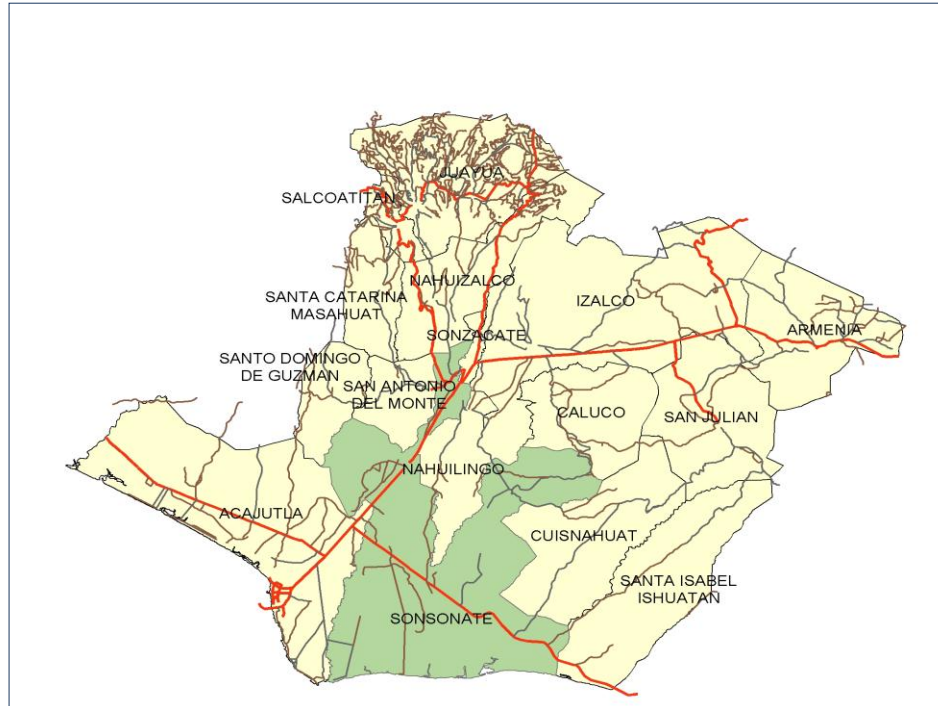 JUAYUA
SALCOATITAN
NAHUIZALCO
SANTA CATARINA
MASAHUAT
IZALCO
SONZACATE
ARMENIA
SANTO DOMINGO
DE GUZMAN
SAN ANTONIO
DEL MONTE
CALUCO
SAN JULIAN
NAHUILINGO
ACAJUTLA
CUISNAHUAT
SANTA ISABEL
ISHUATAN
SONSONATE